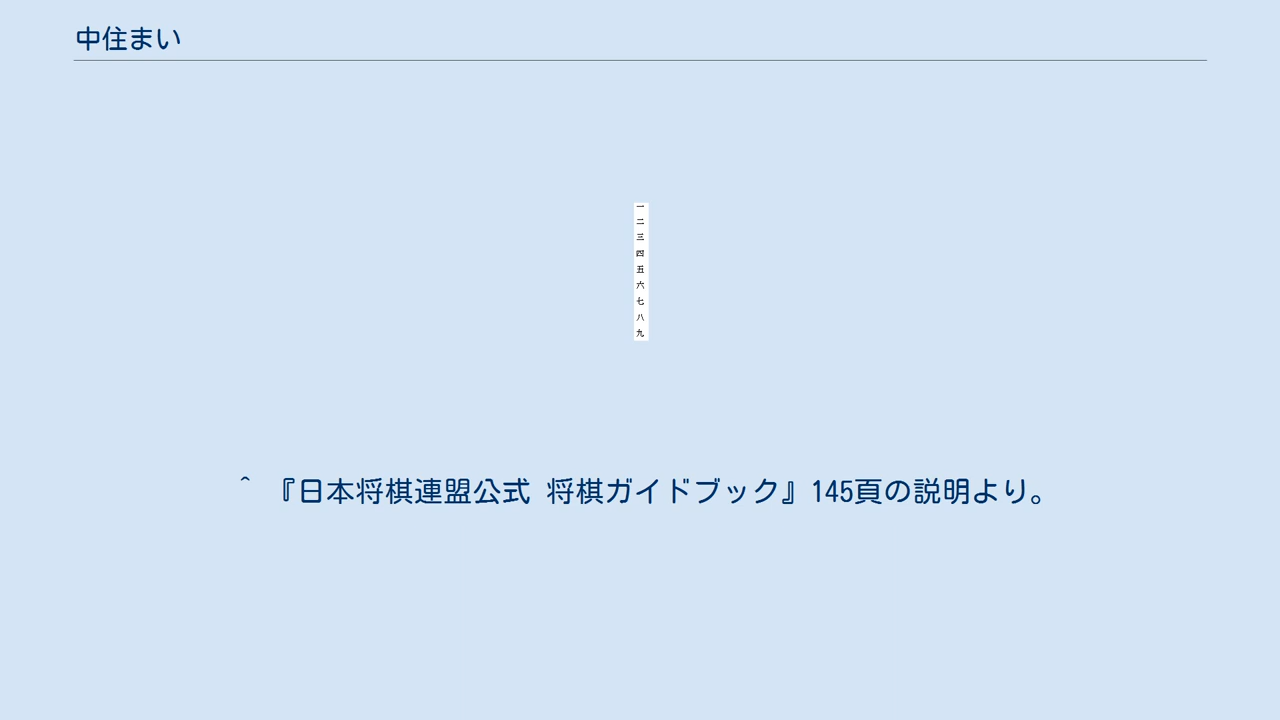 中住まい
一
二
三
四
五
六
七
八
九
^ 『日本将棋連盟公式 将棋ガイドブック』145頁の説明より。